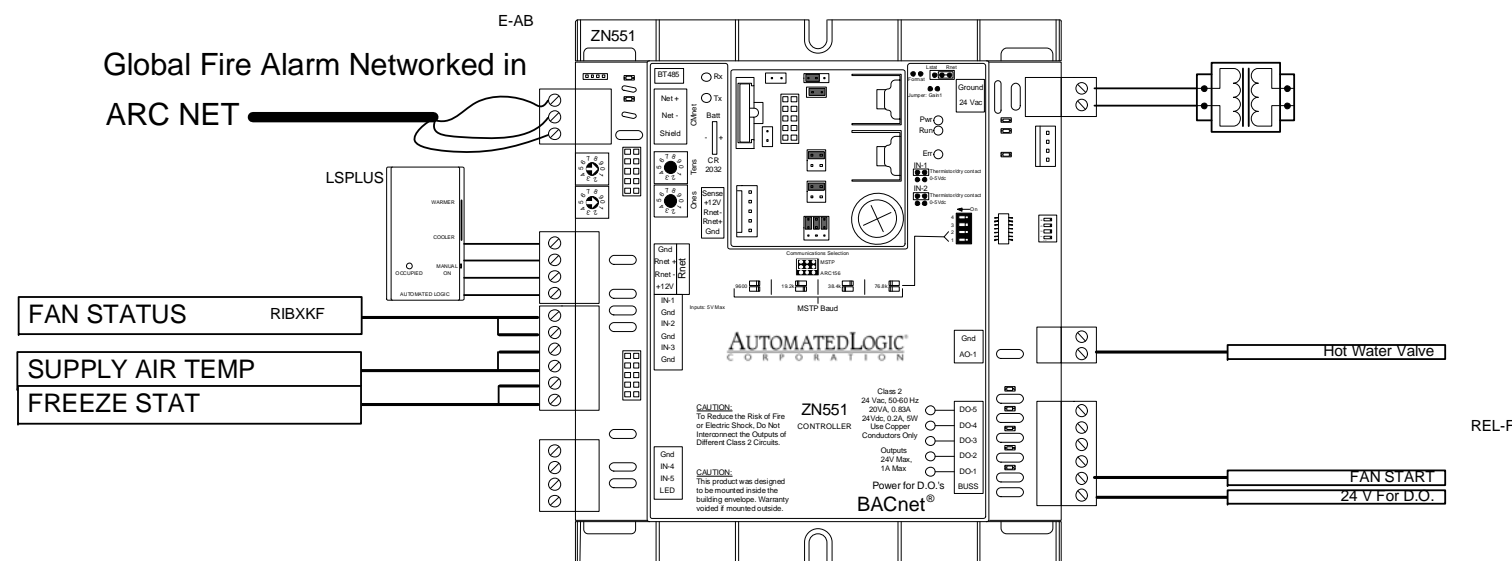 E-AB
ZN551
Global Fire Alarm Networked in
ARC NET
BT485
Rx
Tx
Net +
Net -
Shield
CMnet
Batt
- +
CR
2032
Tens
Ones
Sense
+12V
Rnet-
Rnet+
Gnd
Lstat Rnet
Format
Jumper: Gain1
Ground
24 Vac
Pwr
Run
Err
IN-1
Thermistor/dry contact
0-5 Vdc
IN-2
Thermistor/dry contact
0-5 Vdc
On
4
3
2
1
LSPLUS
WARMER
COOLER
MANUAL
ON
OCCUPIED
AUTOMATED LOGIC
Gnd
Rnet +
Rnet -
+12V
Rnet
Communications Selection
MSTP
ARC156
9600
19.2k
38.4k
76.8k
MSTP Baud
IN-1
Gnd
IN-2
Gnd
IN-3
Gnd
Inputs: 5V Max
FAN STATUS RIBXKF
SUPPLY AIR TEMP
FREEZE STAT
AUTOMATEDLOGIC®
CORPORATION
Gnd
AO-1
Hot Water Valve
CAUTION:
To Reduce the Risk of Fire
or Electric Shock, Do Not
Interconnect the Outputs of
Different Class 2 Circuits.
ZN551
CONTROLLER
Class 2
24 Vac, 50-60 Hz
20VA, 0.83A
24Vdc, 0.2A, 5W
Use Copper
Conductors Only
Outputs
24V Max,
1A Max
DO-5
DO-4
DO-3
DO-2
DO-1
BUSS
REL-F
Gnd
IN-4
IN-5
LED
CAUTION:
This product was designed
to be mounted inside the
building envelope. Warranty
voided if mounted outside.
Power for D.O.'s
BACnet®
FAN START
24 V For D.O.